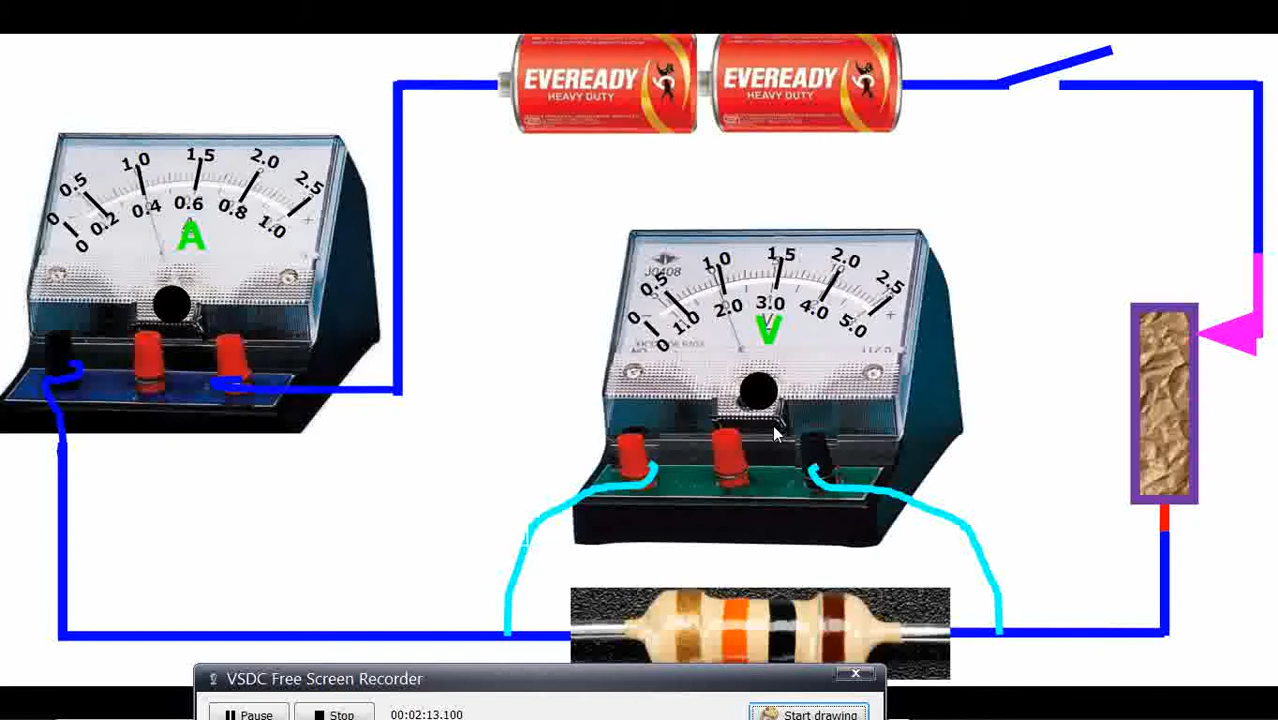 EVEREADY
HEAVY DUTY
EVEREADY
HEAVY DUTY
0 0.5 1.0 1.5 2.0 2.5
0 0.2 0.4 0.6 0.8 1.0
A
J0408
0 0.5 1.0 1.5 2.0 2.5
0 1.0 2.0 3.0 4.0 5.0
V
NO
VSDC Free Screen Recorder
X
Pause
Stop
00:02:13.100
Start drawing